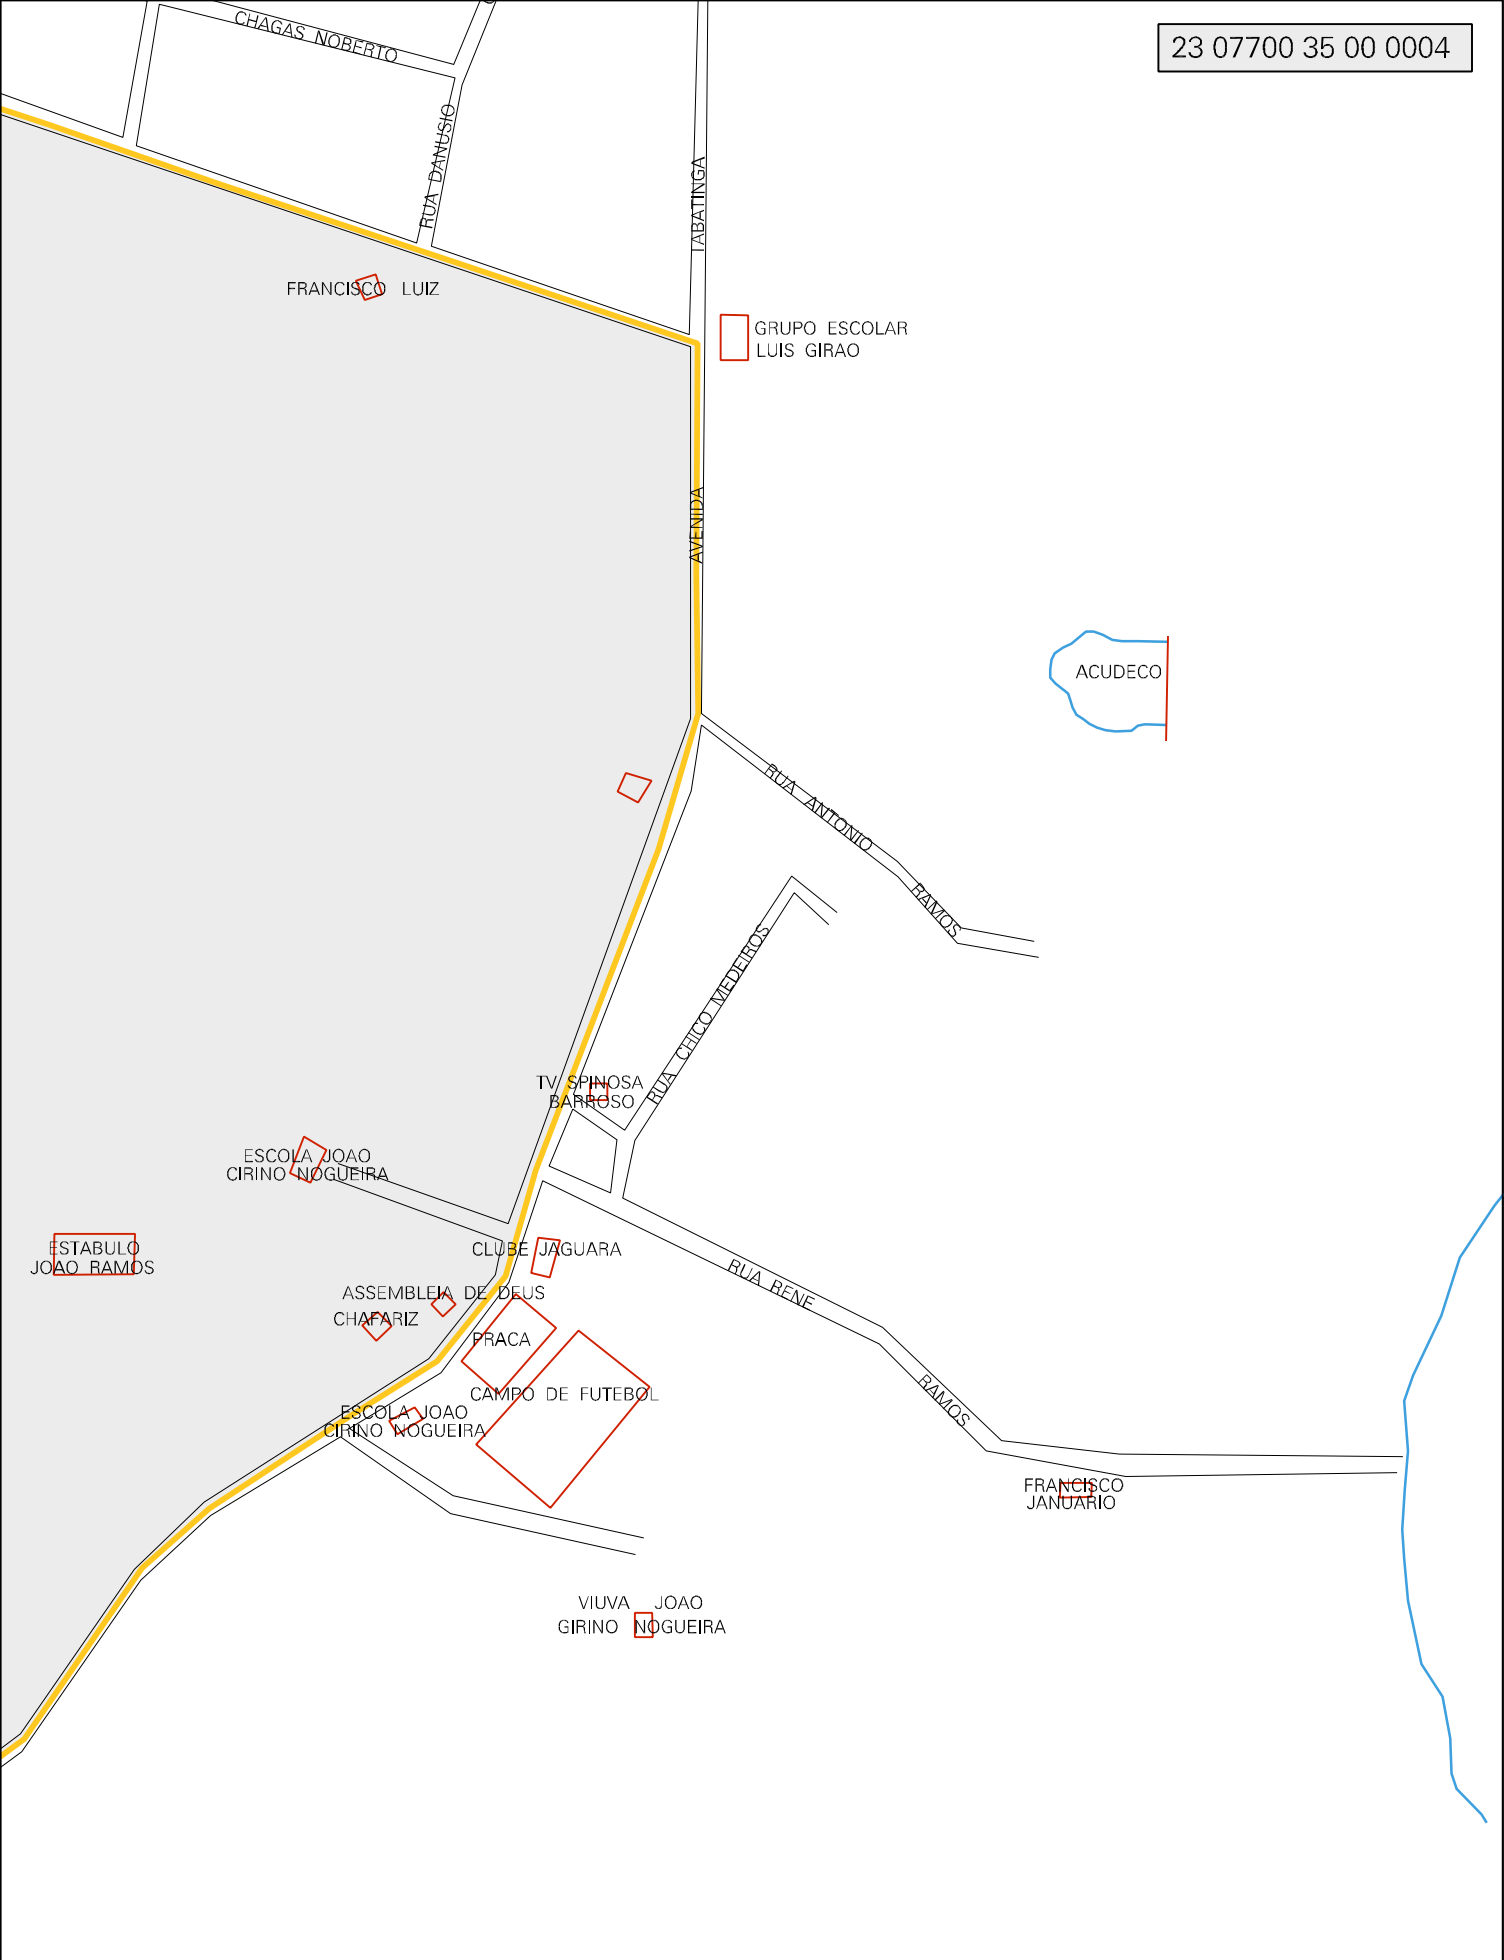 CHAGAS NOBERTO
23 07700 35 00 0004
RUA DANUSIO
TABATINGA
FRANCISCO LUIZ
GRUPO ESCOLAR
LUIS GIRAO
AVENIDA
ACUDECO
RUA ANTONIO
RAMOS
RUA CHICO MEDEIROS
TV SPINOSA
BARROSO
ESCOLA JOAO
CIRINO NOGUEIRA
ESTABULO
JOAO RAMOS
CLUBE JAGUARA
RUA RENE
ASSEMBLEIA DE DEUS
CHAFARIZ
PRACA
CAMPO DE FUTEBOL
RAMOS
ESCOLA JOAO
CIRINO NOGUEIRA
FRANCISCO
JANUARIO
VIUVA JOAO
GIRINO NOGUEIRA